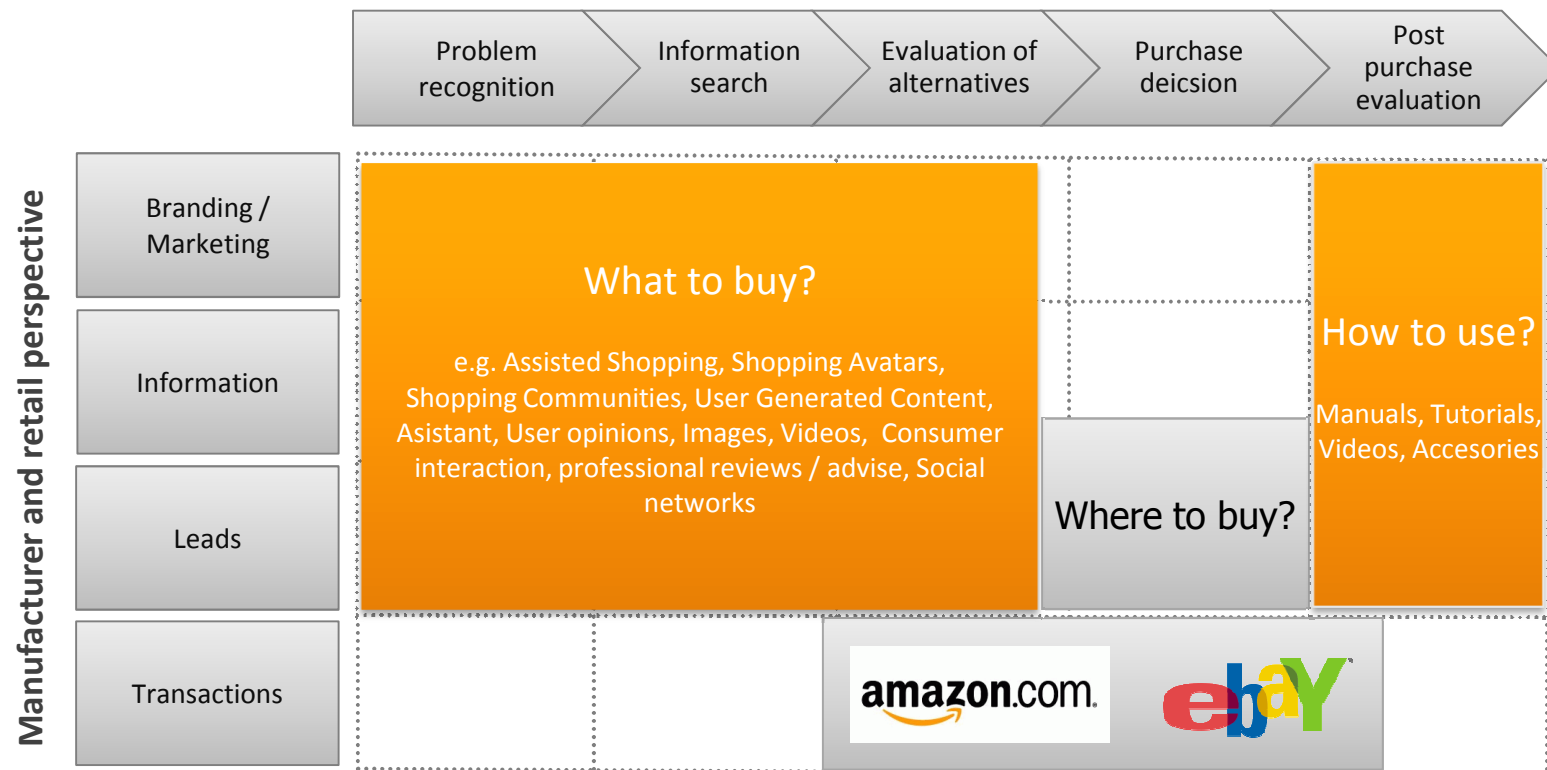 Problem
recognition
Information
search
Evaluation of
alternatives
Purchase
deicsion
Post
purchase
evaluation
Manufacturer and retail perspective
Branding /
Marketing
Information
Leads
Transactions
What to buy?
e.g. Assisted Shopping, Shopping Avatars,
Shopping Communities, User Generated Content,
Asistant, User opinions, Images, Videos, Consumer
interaction, professional reviews / advise, Social
networks
Where to buy?
How to use?
Manuals, Tutorials,
Videos, Accesories
amazon.com.
ebaY